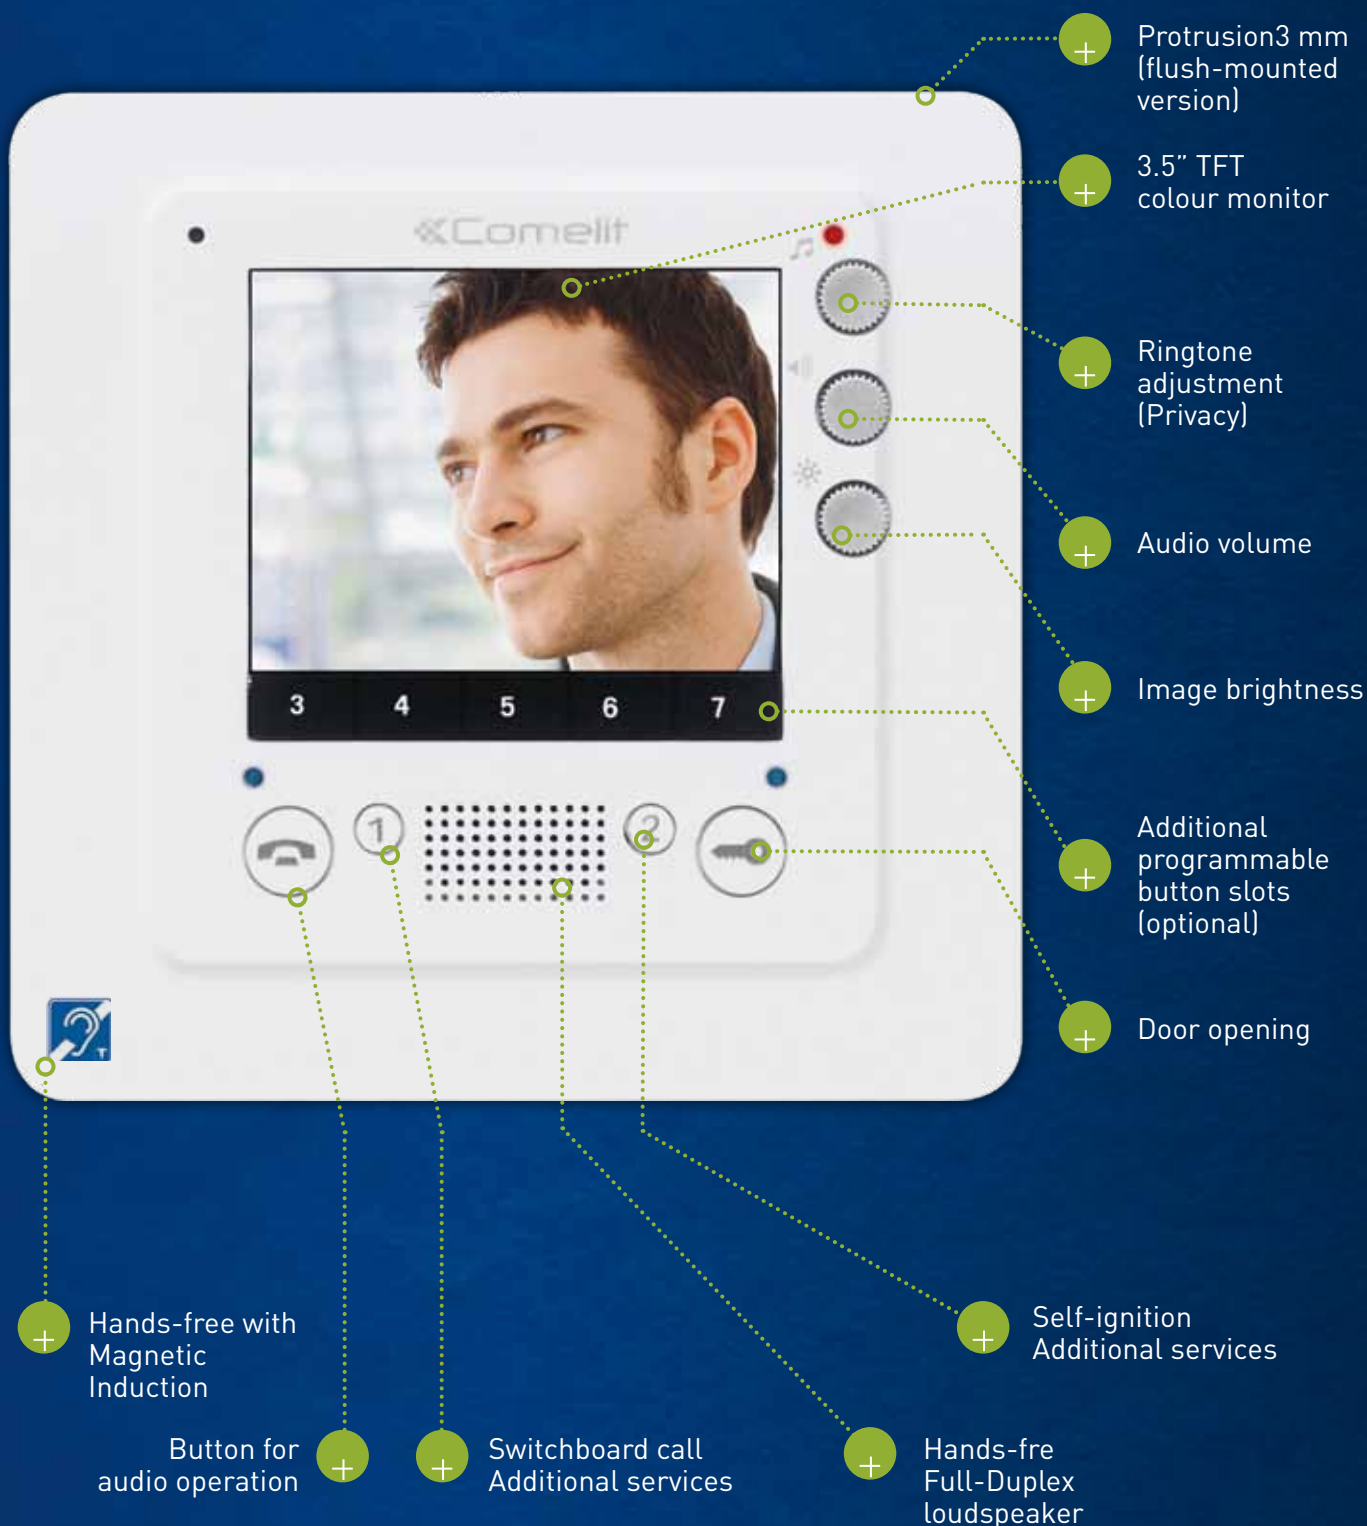 Protrusion3 mm
(flush-mounted
version)
3.5” TFT
colour monitor
Comelit
Ringtone
adjustment
(Privacy)
Audio volume
Image brightness
3 4 5 6 7
Additional
programmable
button slots
(optional)
1 2
Door opening
T
Hands-free with
Magnetic
Induction
Self-ignition
Additional services
Button for
audio operation
Switchboard call
Additional services
Hands-fre
Full-Duplex
loudspeaker